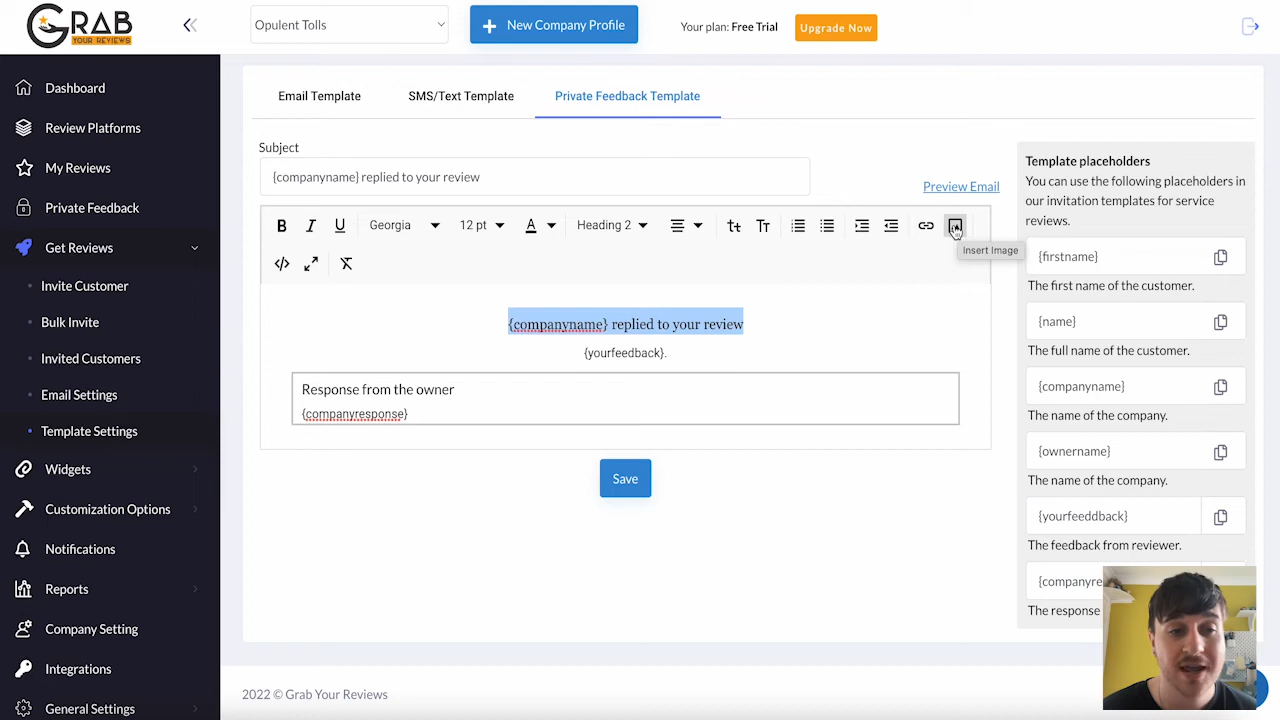 GRAB
YOUR REVIEWS
Opulent Tolls
New Company Profile
Your plan: Free Trial
Upgrade Now
Dashboard
Review Platforms
My Reviews
Private Feedback
Get Reviews
Invite Customer
Bulk Invite
Invited Customers
Email Settings
Template Settings
Widgets
Customization Options
Notifications
Reports
Company Setting
Integrations
General Settings
Email Template
SMS/Text Template
Private Feedback Template
Subject
{companyname} replied to your review
Preview Email
B I U Georgia 12 pt A Heading 2
Insert Image
{companyname} replied to your review
{yourfeedback}.
Response from the owner
{companyresponse}
Save
Template placeholders
You can use the following placeholders in
our invitation templates for service
reviews.
{firstname}
The first name of the customer.
{name}
The full name of the customer.
{companyname}
The name of the company.
{ownername}
The name of the company.
{yourfeeddback}
The feedback from reviewer.
{companyre
The response
2022 © Grab Your Reviews